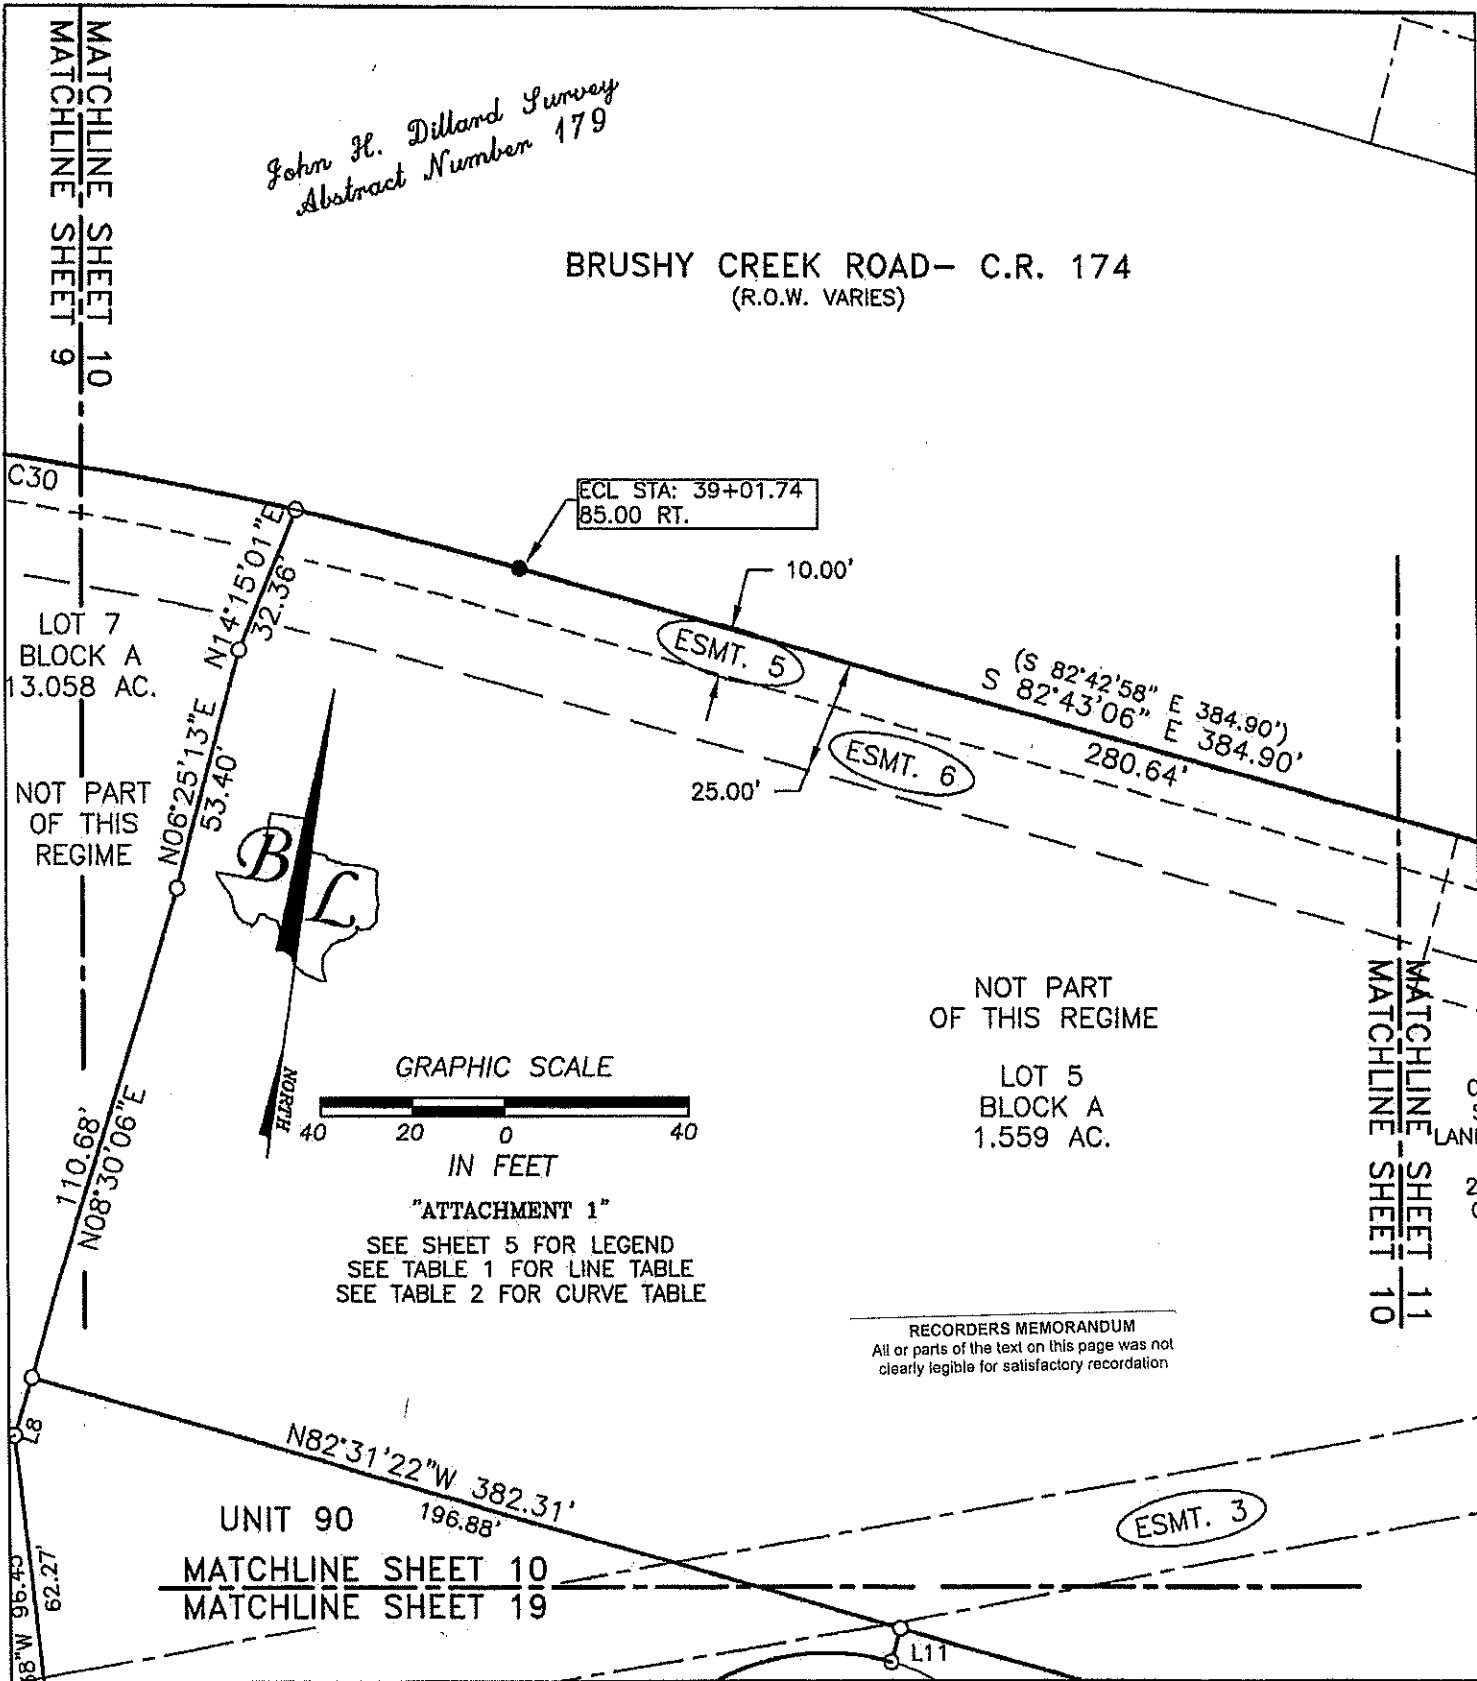 MATCHLINE SHEET 10
MATCHLINE SHEET 9
John H. Dillard Survey
Abstract Number 179
BRUSHY CREEK ROAD- C.R. 174
(R.O.W. VARIES)
C30
ECL STA: 39+01.74
85.00 RT.
N14°15'01"E
32.36'
10.00'
LOT 7
BLOCK A
13.058 AC.
ESMT. 5
(S 82°42'58" E 384.90')
S 82°43'06" E 384.90'
280.64'
ESMT. 6
25.00'
N06°25'13"E
53.40'
NOT PART
OF THIS
REGIME
B
L
NORTH
NOT PART
OF THIS REGIME
LOT 5
BLOCK A
1.559 AC.
MATCHLINE SHEET 11
MATCHLINE SHEET 10
LAN
2
GRAPHIC SCALE
40 20 0 40
IN FEET
110.68'
N08°30'06"E
"ATTACHMENT 1"
SEE SHEET 5 FOR LEGEND
SEE TABLE 1 FOR LINE TABLE
SEE TABLE 2 FOR CURVE TABLE
RECORDERS MEMORANDUM
All or parts of the text on this page was not
clearly legible for satisfactory recordation
L8
N82°31'22"W 382.31'
196.88'
UNIT 90
ESMT. 3
MATCHLINE SHEET 10
MATCHLINE SHEET 19
8"W 96.45
62.27'
L11